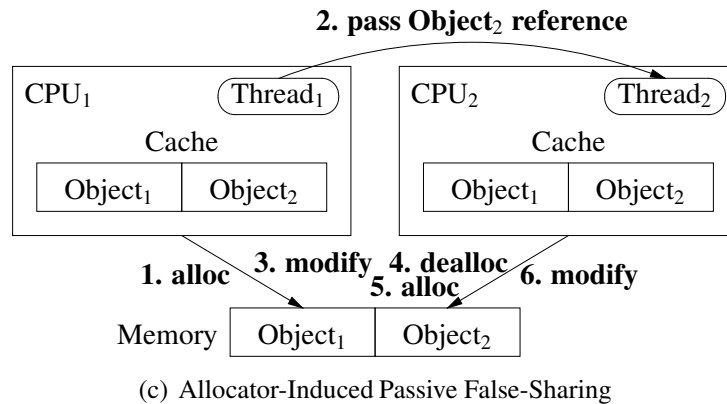 2. pass Object₂ reference
CPU₁ Thread₁ CPU₂ Thread₂
Cache Cache
Object₁ Object₂ Object₁ Object₂
1. alloc 3. modify 4. dealloc 6. modify
5. alloc
Memory Object₁ Object₂
(c) Allocator-Induced Passive False-Sharing